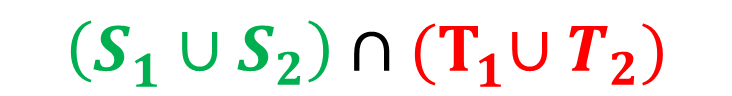 (S₁ ∪ S₂) ∩ (T₁∪ T₂)